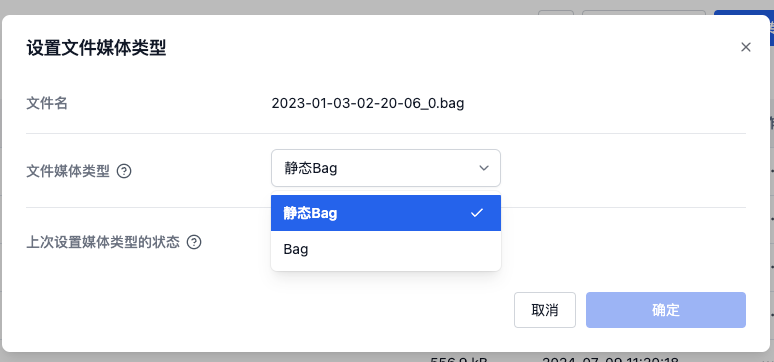 设置文件媒体类型
文件名 2023-01-03-02-20-06_0.bag
文件媒体类型 静态Bag
静态Bag
上次设置媒体类型的状态
Bag
取消 确定